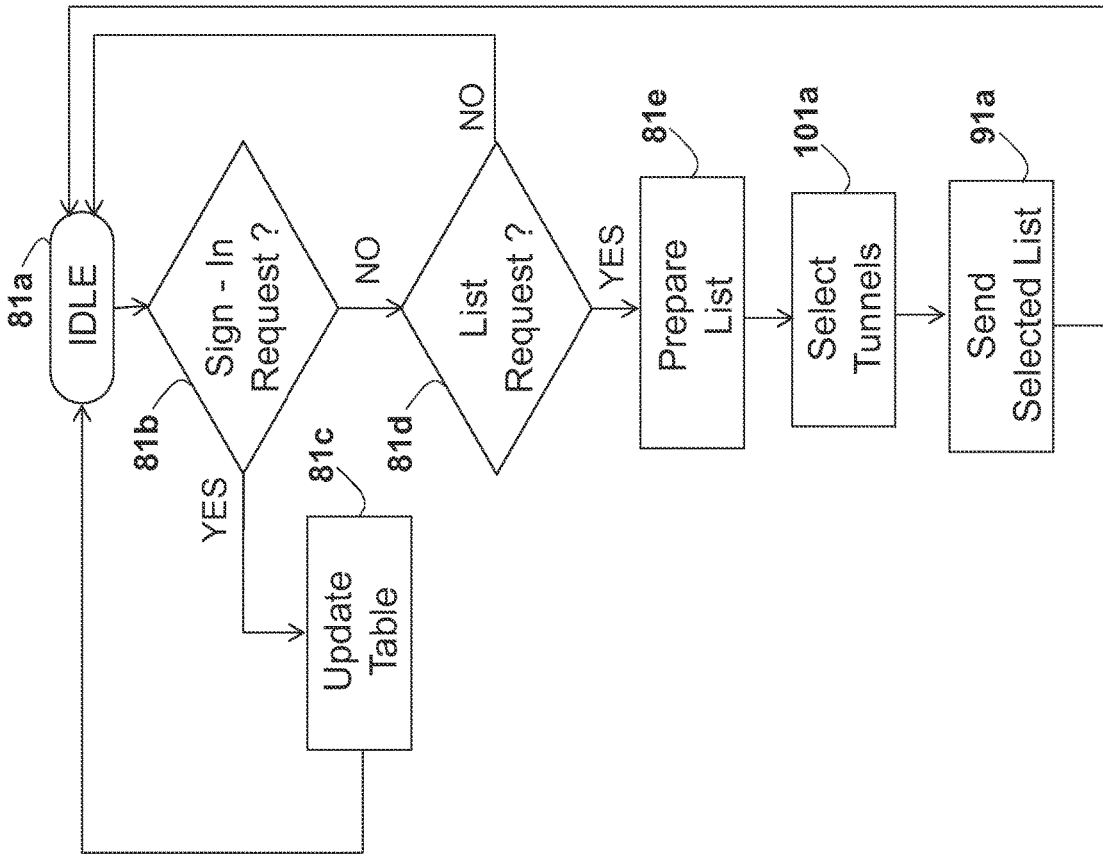 81a
IDLE
81b
Sign - In
Request ?
YES
NO
81c
Update
Table
81d
List
Request ?
NO
YES
81e
Prepare
List
101a
Select
Tunnels
91a
Send
Selected List